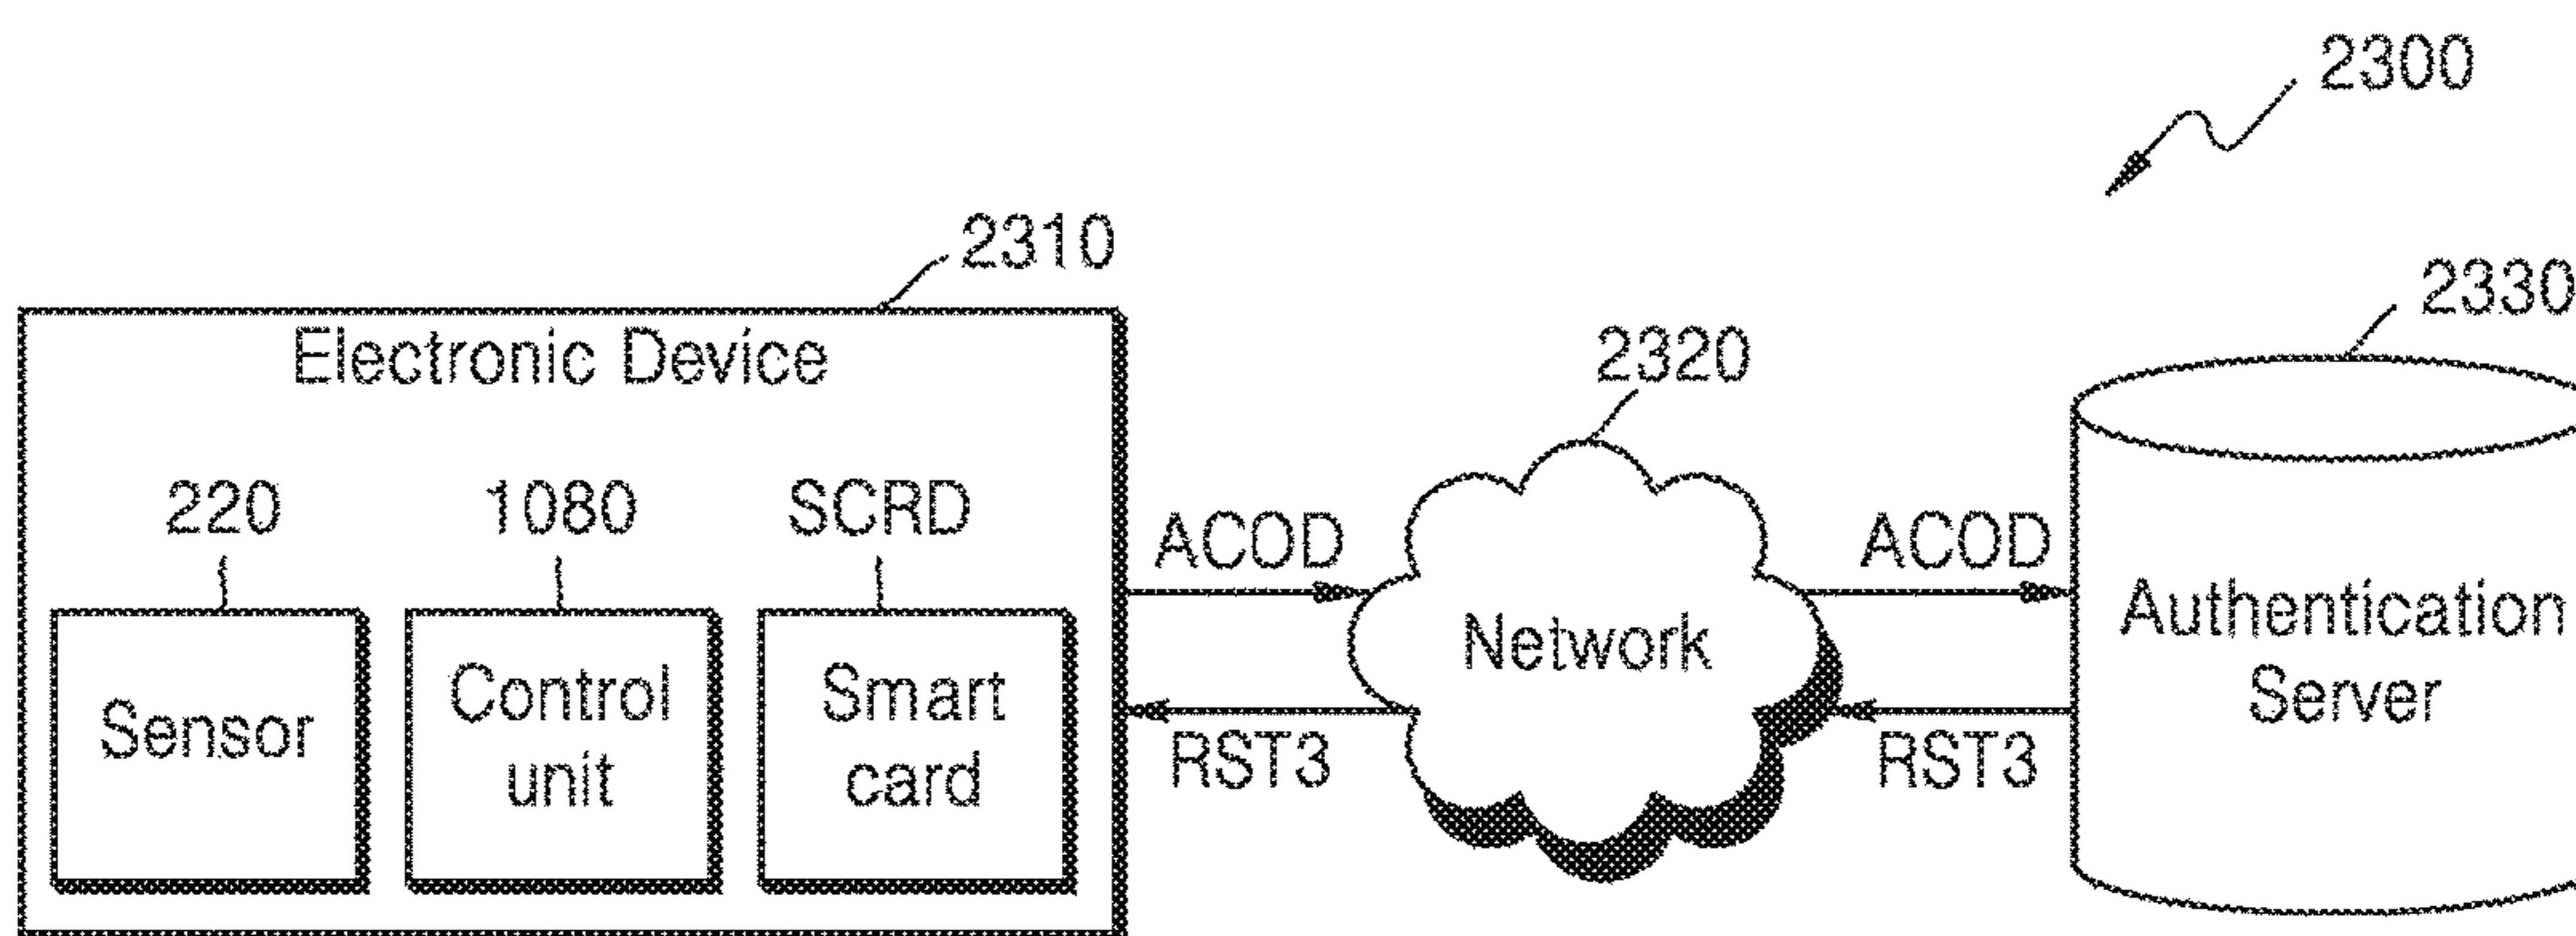 2300
2310
2330
Electronic Device
2320
220
1080
SCRD
ACOD
ACOD
Sensor
Control
unit
Smart
card
Network
Authentication
Server
RST3
RST3